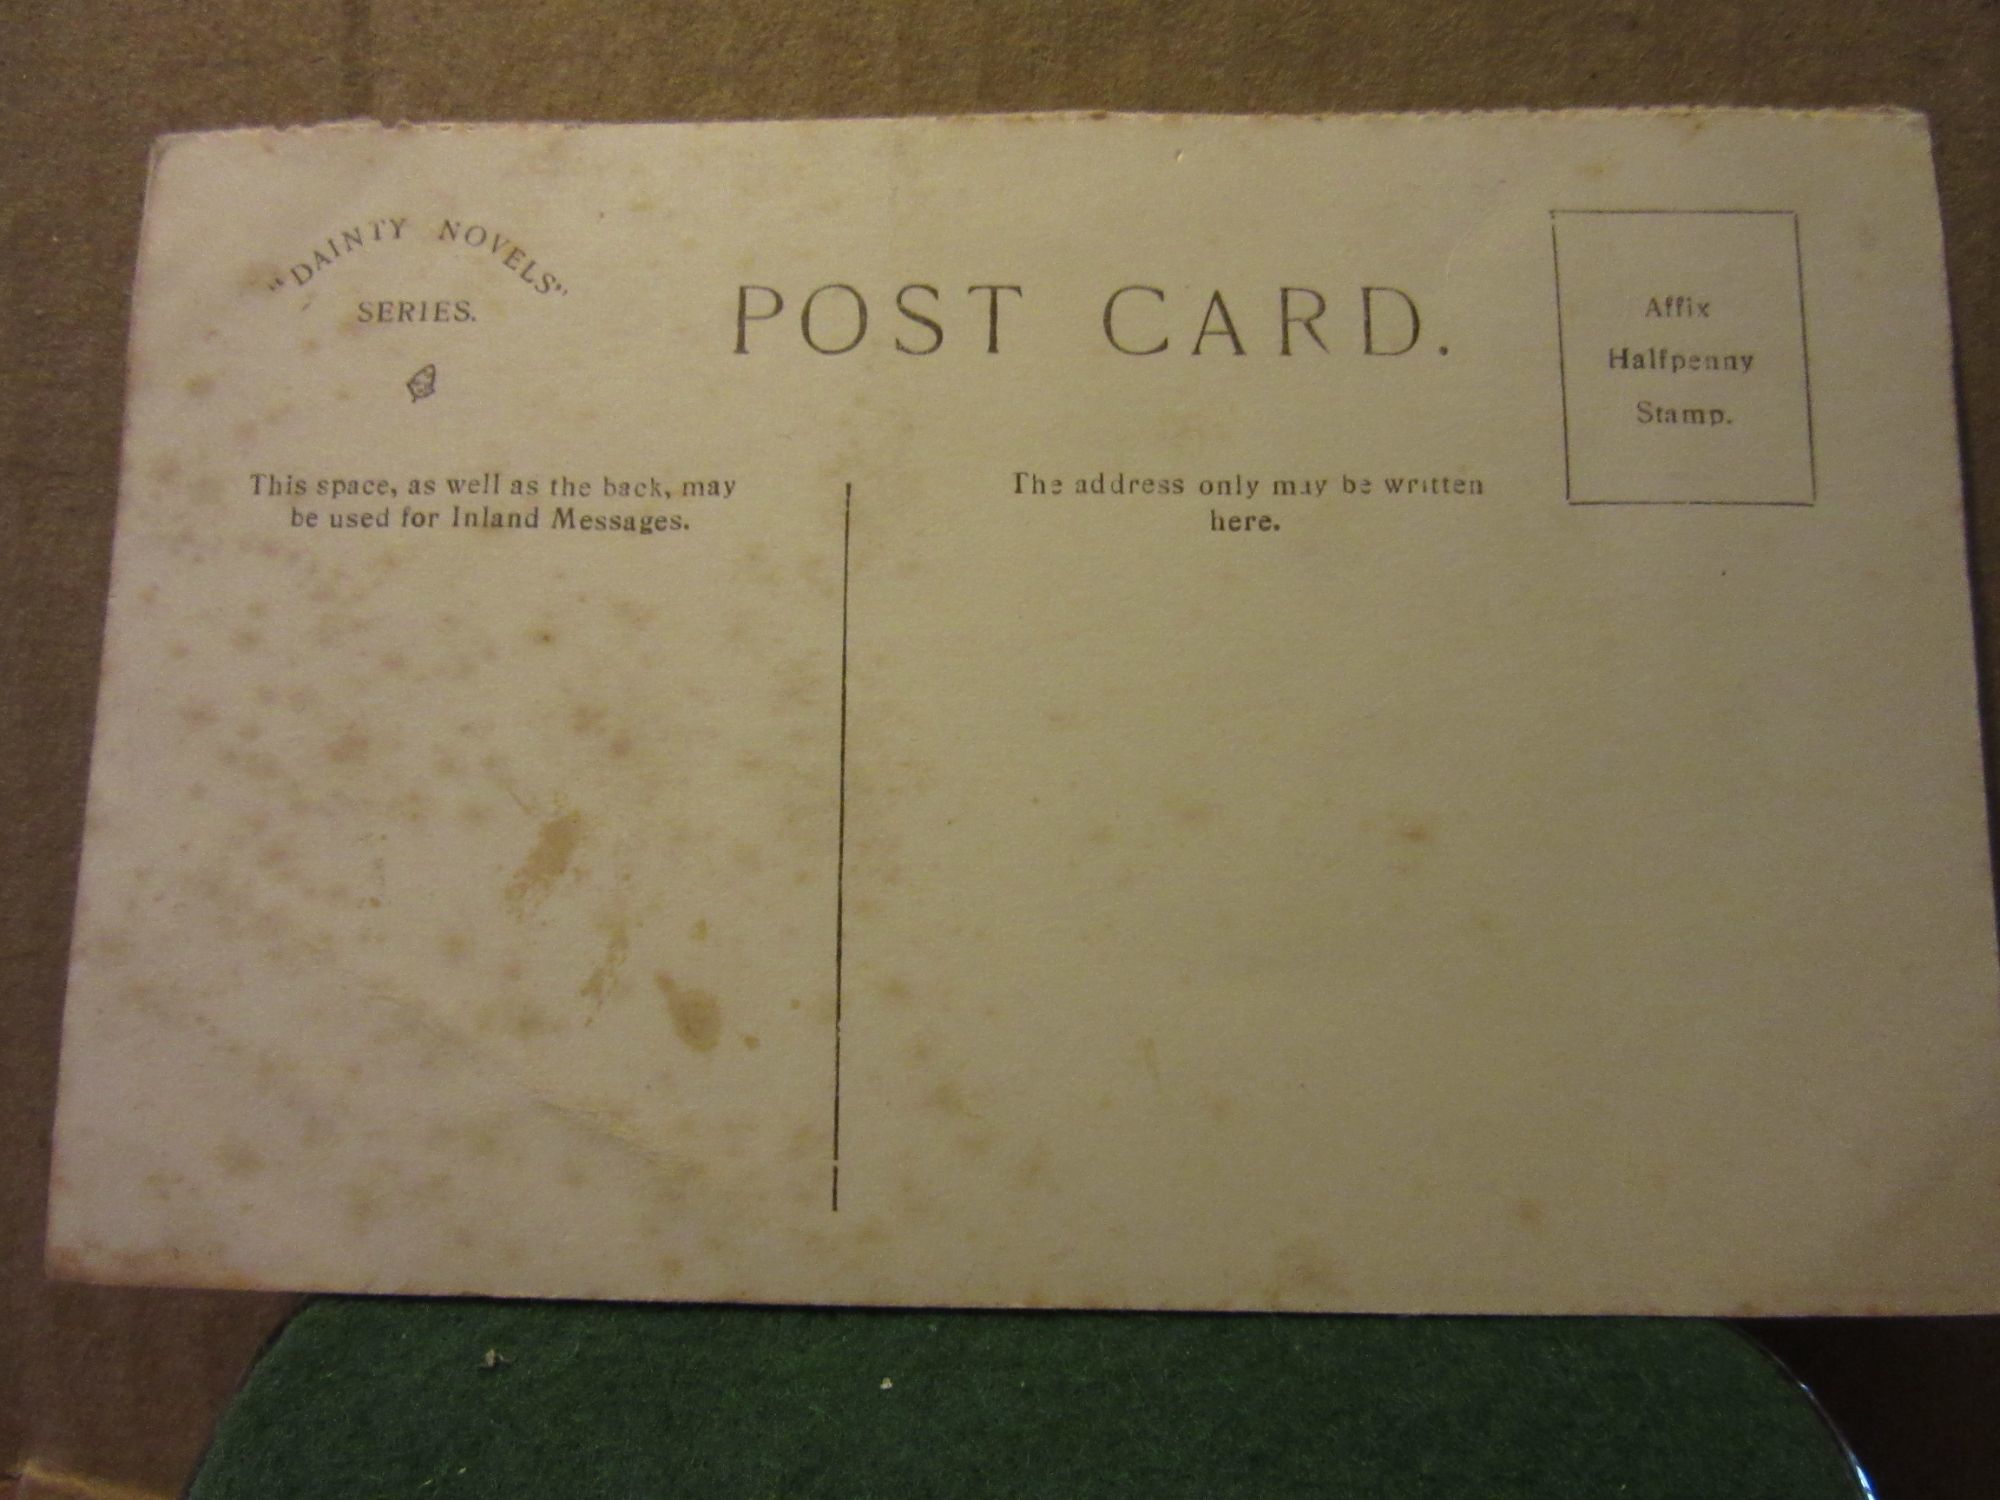 "DAINTY NOVELS"
SERIES.
POST CARD.
Affix
Halfpenny
Stamp.
This space, as well as the back, may
be used for Inland Messages.
The address only may be written
here.